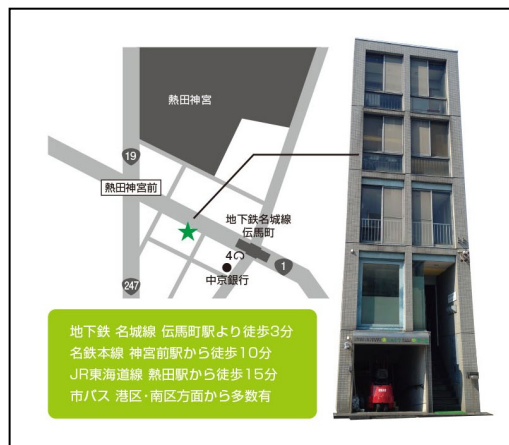 熱田神宮
19
熱田神宮前
地下鉄名城線
伝馬町
4
中京銀行
1
247
地下鉄 名城線 伝馬町駅より徒歩3分
名鉄本線 神宮前駅から徒歩10分
JR東海道線 熱田駅から徒歩15分
市バス 港区・南区方面から多数有